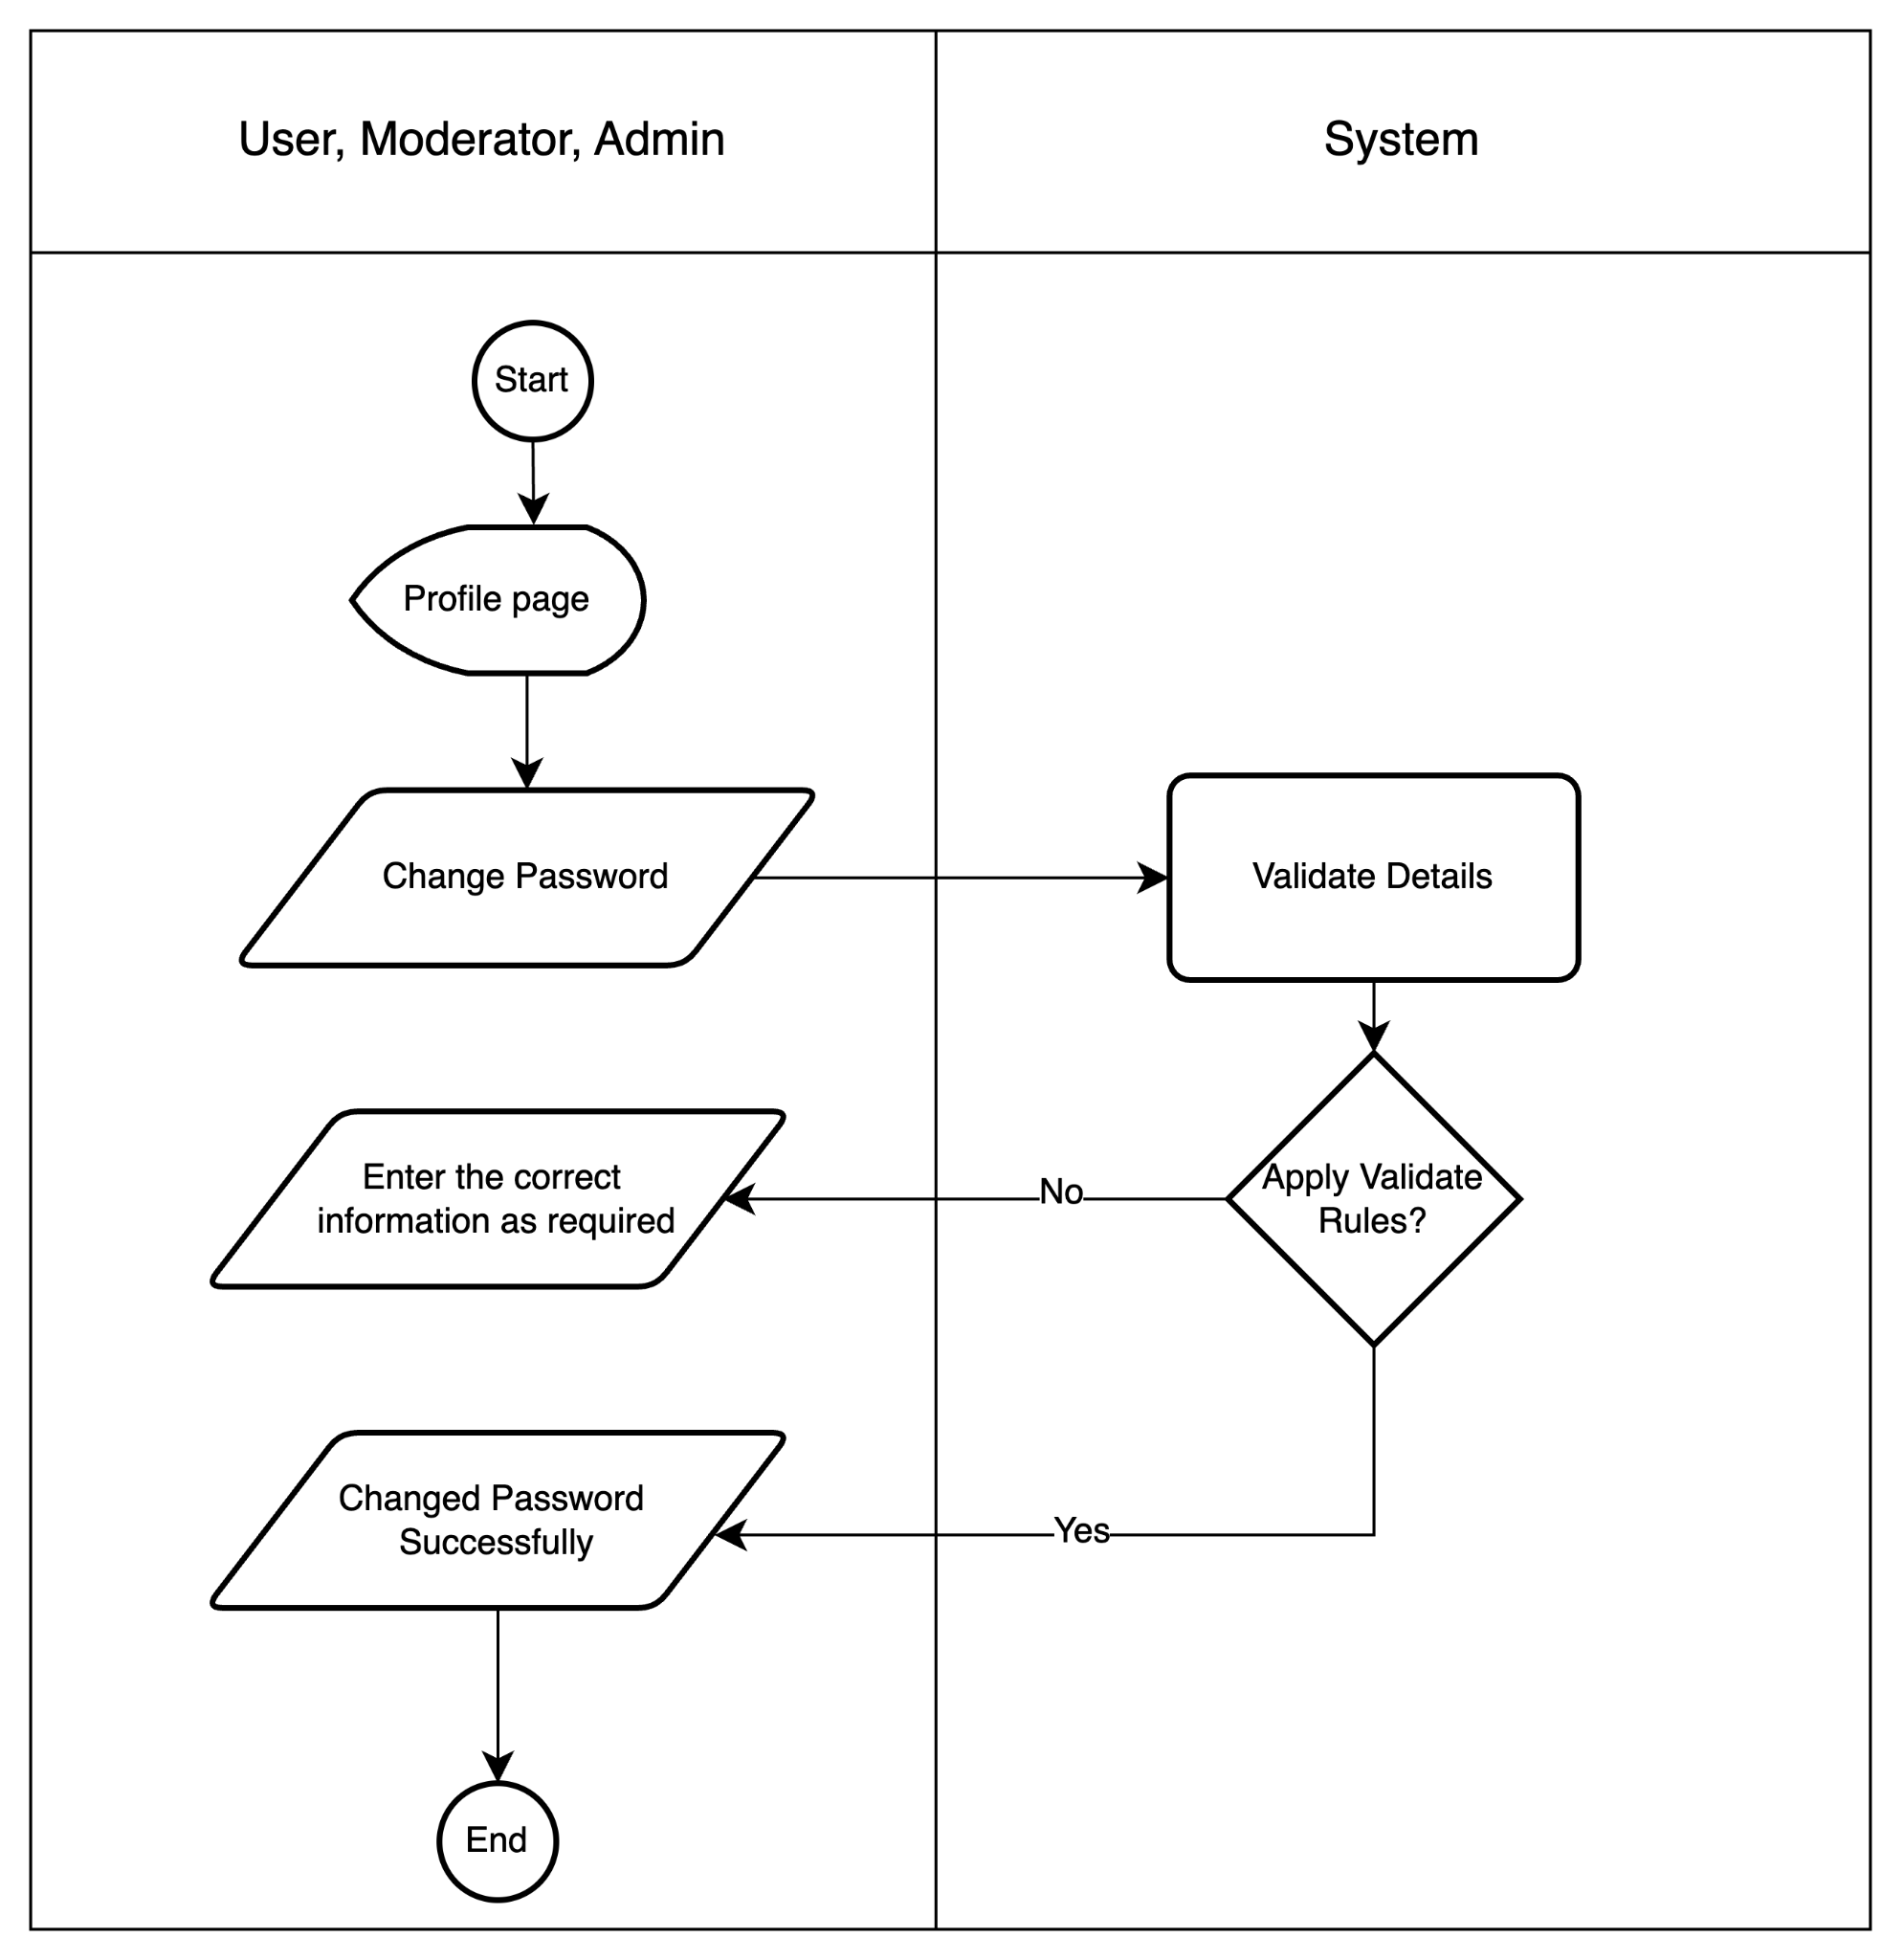 User, Moderator, Admin
System
Start
Profile page
Change Password
Validate Details
Enter the correct
information as required
No
Apply Validate
Rules?
Changed Password
Successfully
Yes
End